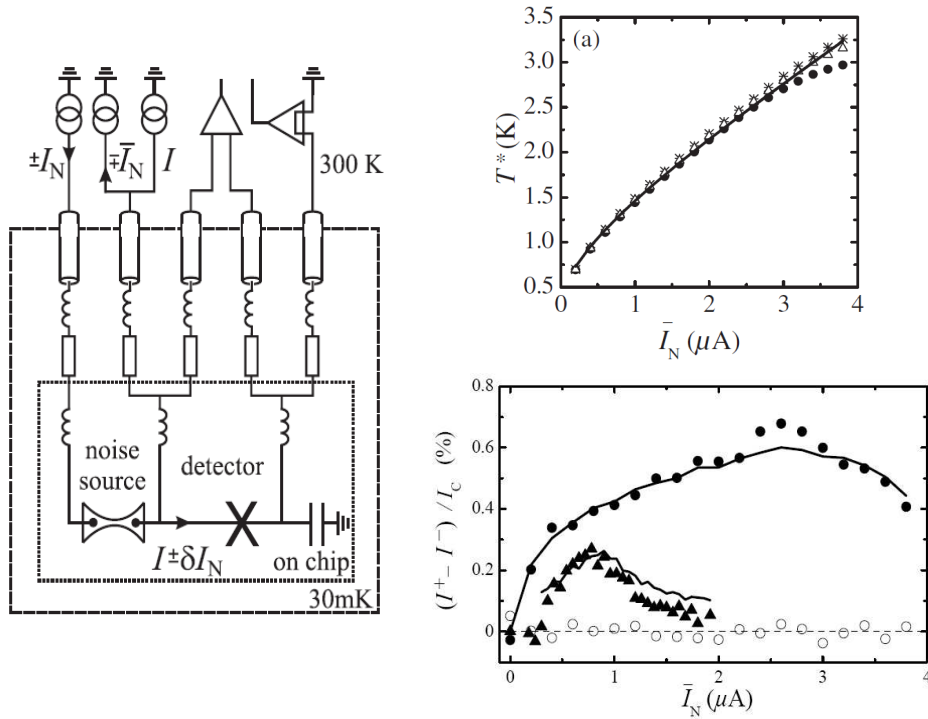 ±I_N
∓Ī_N
I
300 K
noise
source
detector
I±δI_N
on chip
30mK
(a)
T * (K)
3.5
3.0
2.5
2.0
1.5
1.0
0.5
0
1
2
3
4
Ī_N (μA)
(I⁺ – I⁻) / I_C (%)
0.8
0.6
0.4
0.2
0
0
1
2
3
4
Ī_N (μA)